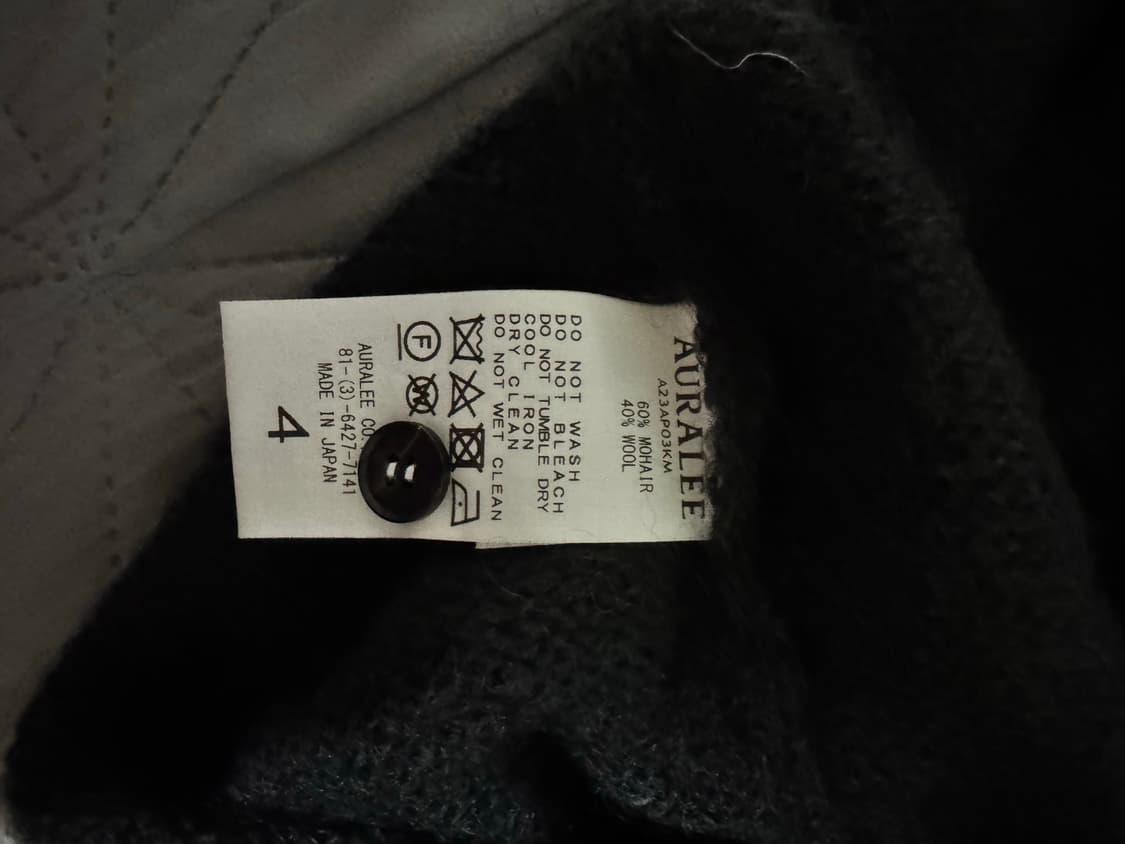 AURALEE
A23AP03KM
60% MOHAIR
40% WOOL
DO NOT WASH
DO NOT BLEACH
DO NOT TUMBLE DRY
COOL IRON
DRY CLEAN
DO NOT WET CLEAN
F W
AURALEE CO.
81-(3)-6427-7141
MADE IN JAPAN
4